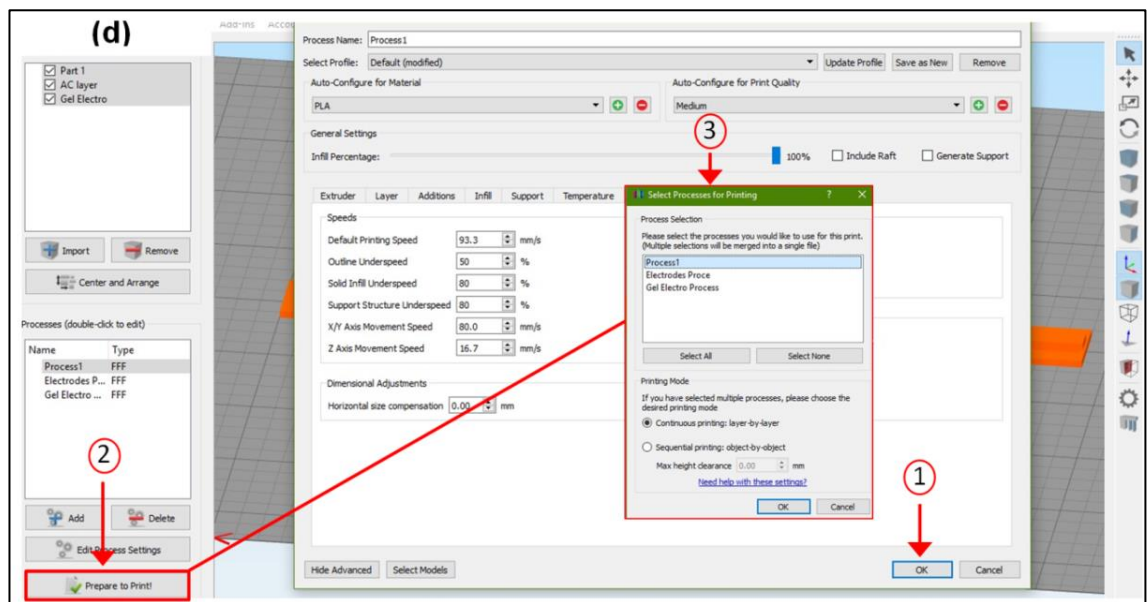 (d)
Add-Ins
Part 1
AC layer
Gel Electro
Import Remove
Center and Arrange
Processes (double-click to edit)
Name Type
Process1 FFF
Electrodes P... FFF
Gel Electro ... FFF
2
Add Delete
Edit Process Settings
Prepare to Print!
Process Name: Process1
Select Profile: Default (modified) Update Profile Save as New Remove
Auto-Configure for Material Auto-Configure for Print Quality
PLA Medium
General Settings
3
Infill Percentage: 100% Include Raft Generate Support
Extruder Layer Additions Infill Support Temperature
Speeds
Default Printing Speed 93.3 mm/s
Outline Underspeed 50 %
Solid Infill Underspeed 80 %
Support Structure Underspeed 80 %
X/Y Axis Movement Speed 80.0 mm/s
Z Axis Movement Speed 16.7 mm/s
Dimensional Adjustments
Horizontal size compensation 0.00 mm
Select Processes for Printing ? X
Process Selection
Please select the processes you would like to use for this print.
(Multiple selections will be merged into a single file)
Process1
Electrodes Proce
Gel Electro Process
Select All Select None
Printing Mode
If you have selected multiple processes, please choose the
desired printing mode
Continuous printing: layer-by-layer
Sequential printing: object-by-object
Max height clearance 0.00 mm
Need help with these settings?
OK Cancel
1
Hide Advanced Select Models OK Cancel